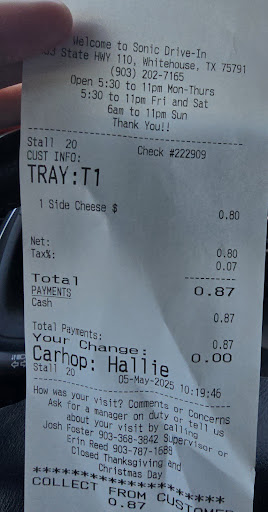 Welcome to Sonic Drive-In
State HWY 110, Whitehouse, TX 75791
(903) 202-7165
Open 5:30 to 11pm Mon-Thurs
5:30 to 11pm Fri and Sat
6am to 11pm Sun
Thank You!!
Stall 20 Check #222909
CUST INFO:
TRAY:T1
1 Side Cheese $ 0.80
Net: 0.80
Tax%: 0.07
Total 0.87
PAYMENTS
Cash 0.87
Total Payments: 0.87
Your Change: 0.00
Carhop: Hallie
Stall 20 05-May-2025 10:19:46
How was your visit? Comments or Concerns
Ask for a manager on duty or tell us
about your visit by calling
Josh Foster 903-368-3842 Supervisor or
Erin Reed 903-787-1588
Closed Thanksgiving and
Christmas Day
********************
COLLECT FROM CUSTOMER
0.87